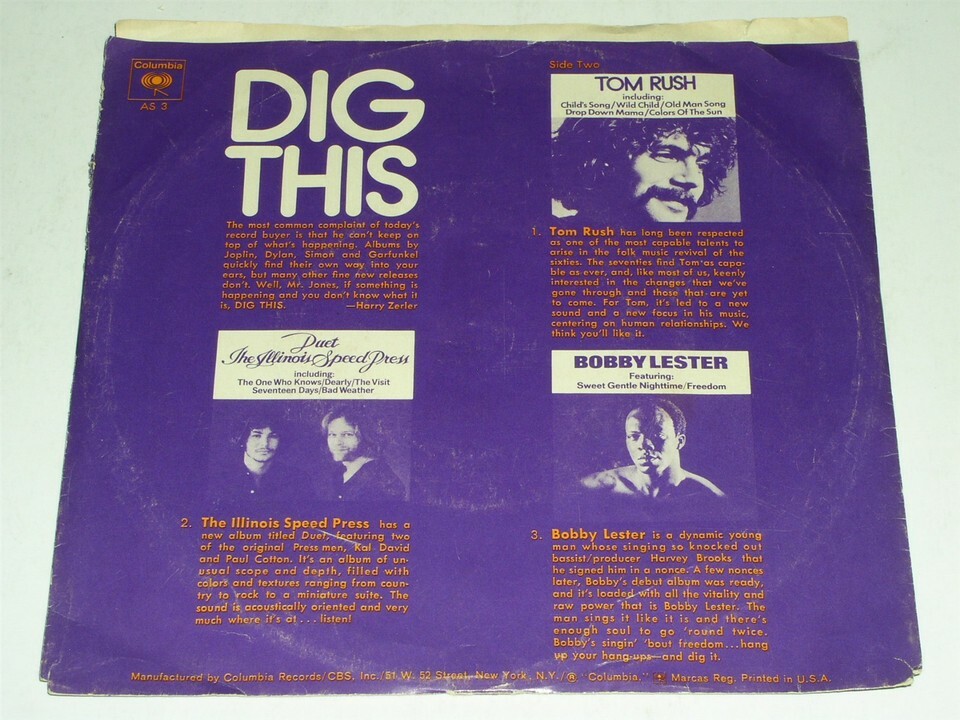 Columbia
AS 3
DIG
THIS
The most common complaint of today's
record buyer is that he can't keep on
top of what's happening. Albums by
Joplin, Dylan, Simon and Garfunkel
quickly find their own way into your
ears, but many other fine new releases
don't. Well, Mr. Jones, if something is
happening and you don't know what it
is, DIG THIS. —Harry Zerler
Side Two
TOM RUSH
including:
Child's Song/Wild Child/Old Man Song
Drop Down Mama/Colors Of The Sun
1. Tom Rush has long been respected
as one of the most capable talents to
arise in the folk music revival of the
sixties. The seventies find Tom as capa-
ble as ever, and, like most of us, keenly
interested in the changes that we've
gone through and those that are yet
to come. For Tom, it's led to a new
sound and a new focus in his music,
centering on human relationships. We
think you'll like it.
Duet
The Illinois Speed Press
including:
The One Who Knows/Dearly/The Visit
Seventeen Days/Bad Weather
2. The Illinois Speed Press has a
new album titled Duet, featuring two
of the original Pressmen, Kal David
and Paul Cotton. It's an album of un-
usual scope and depth, filled with
colors and textures ranging from coun-
try to rock to a miniature suite. The
sound is acoustically oriented and very
much where it's at...listen!
BOBBY LESTER
Featuring:
Sweet Gentle Nighttime/Freedom
3. Bobby Lester is a dynamic young
man whose singing so knocked out
bassist/producer Harvey Brooks that
he signed him in a nonce. A few nonces
later, Bobby's debut album was ready,
and it's loaded with all the vitality and
raw power that is Bobby Lester. The
man sings it like it is and there's
enough soul to go 'round twice.
Bobby's singin' 'bout freedom...hang
up your hang-ups—and dig it.
Manufactured by Columbia Records/CBS, Inc./51 W. 52 Street, New York, N.Y./® "Columbia," Marcas Reg. Printed in U.S.A.